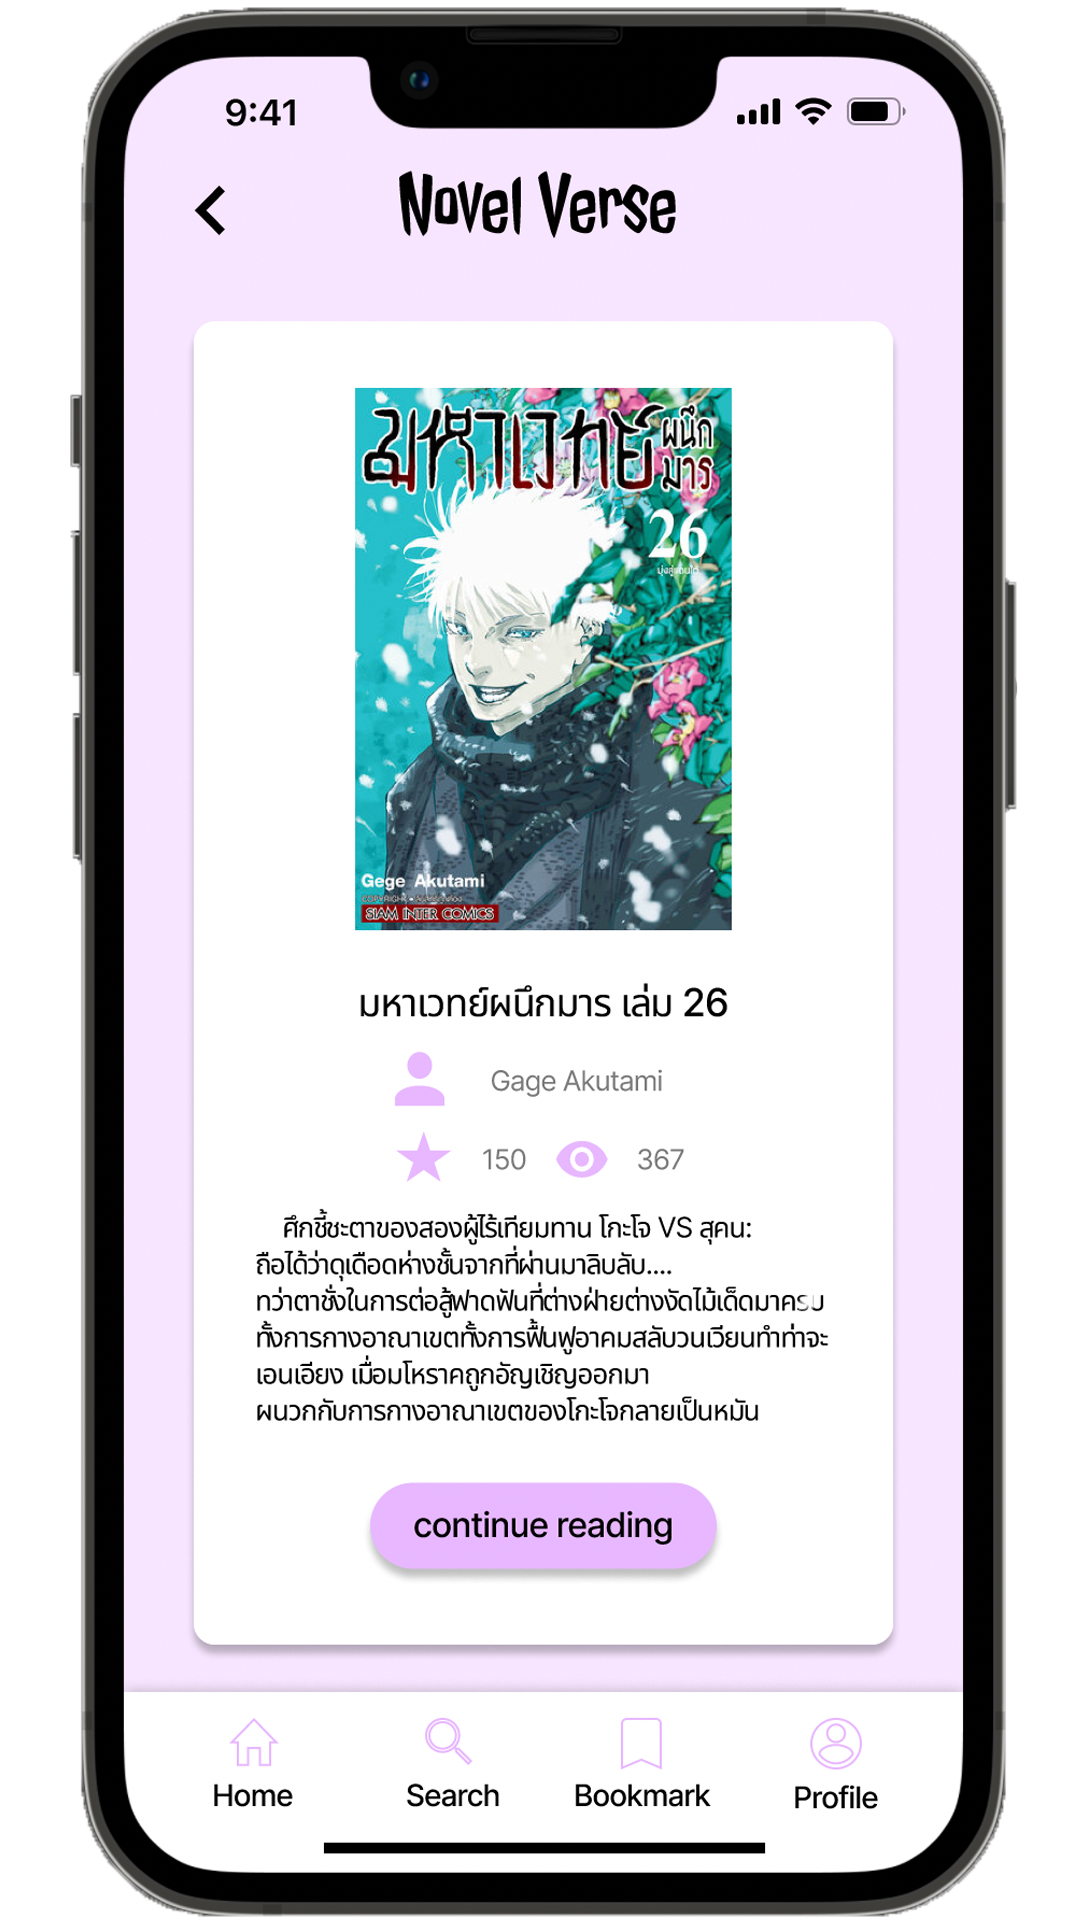 9:41
Novel Verse
มหาเวทย์ ผนึก
มาร
26
มุ่งสู่แดนใต้
Gege Akutami
SIAM INTER COMICS
มหาเวทย์ผนึกมาร เล่ม 26
Gage Akutami
150 367
ศึกชี้ชะตาของสองผู้ไร้เทียมทาน โกะโจ VS สุคุนะ
ถือได้ว่าดุเดือดห่างชั้นจากที่ผ่านมาลิบลับ....
ทว่าตาชั่งในการต่อสู้ฟาดฟันที่ต่างฝ่ายต่างงัดไม้เด็ดมาครบ
ทั้งการกางอาณาเขตทั้งการฟื้นฟูอาคมสลับวนเวียนทำท่าจะ
เอนเอียง เมื่อมโหราคถูกอัญเชิญออกมา
ผนวกกับการกางอาณาเขตของโกะโจกลายเป็นหมัน
continue reading
Home Search Bookmark Profile